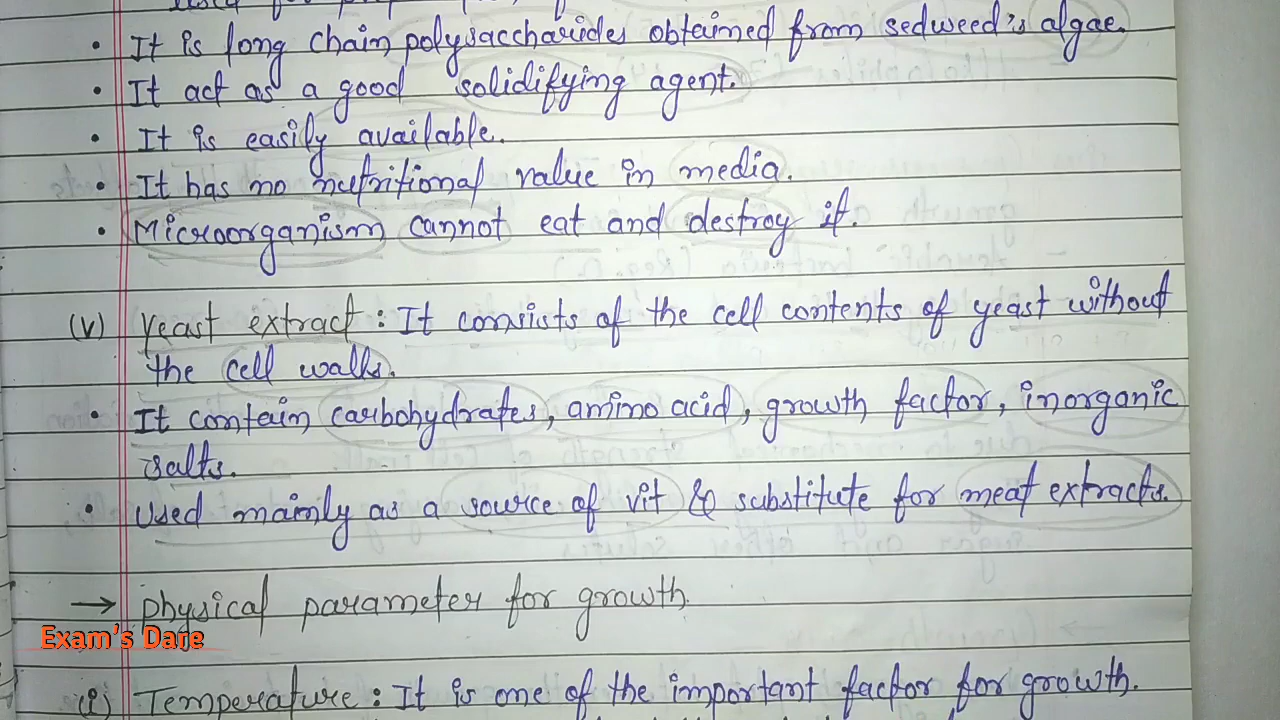 • It is long chain polysaccharides obtained from sedweed's algae.
• It act as a good solidifying agent.
• It is easily available.
• It has no nutritional value in media.
• Microorganism cannot eat and destroy it.
(v) Yeast extract : It consists of the cell contents of yeast without
the cell walls.
• It contain carbohydrates, amino acid, growth factor, inorganic
salts.
• Used mainly as a source of vit & substitute for meat extracts.
→ Physical parameter for growth.
Exam's Dare
(i) Temperature : It is one of the important factor for growth.